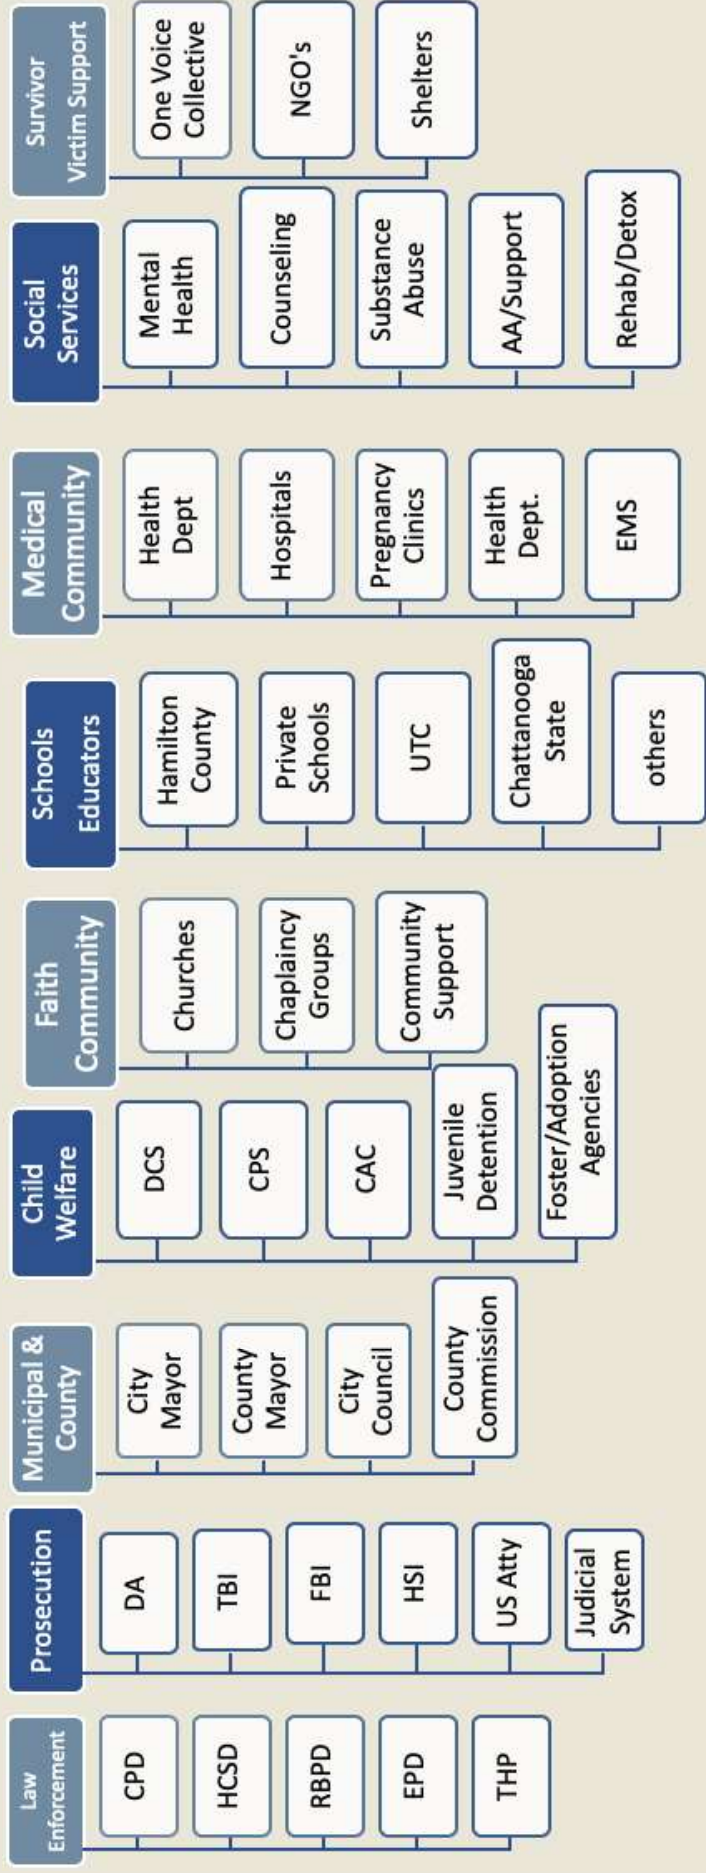 Law
Enforcement
CPD
HCSD
RBPD
EPD
THP
Prosecution
DA
TBI
FBI
HSI
US Atty
Judicial
System
Municipal &
County
City
Mayor
County
Mayor
City
Council
County
Commission
Child
Welfare
DCS
CPS
CAC
Juvenile
Detention
Foster/Adoption
Agencies
Faith
Community
Churches
Chaplaincy
Groups
Community
Support
Schools
Educators
Hamilton
County
Private
Schools
UTC
Chattanooga
State
others
Medical
Community
Health
Dept
Hospitals
Pregnancy
Clinics
Health
Dept.
EMS
Social
Services
Mental
Health
Counseling
Substance
Abuse
AA/Support
Rehab/Detox
Survivor
Victim Support
One Voice
Collective
NGO's
Shelters